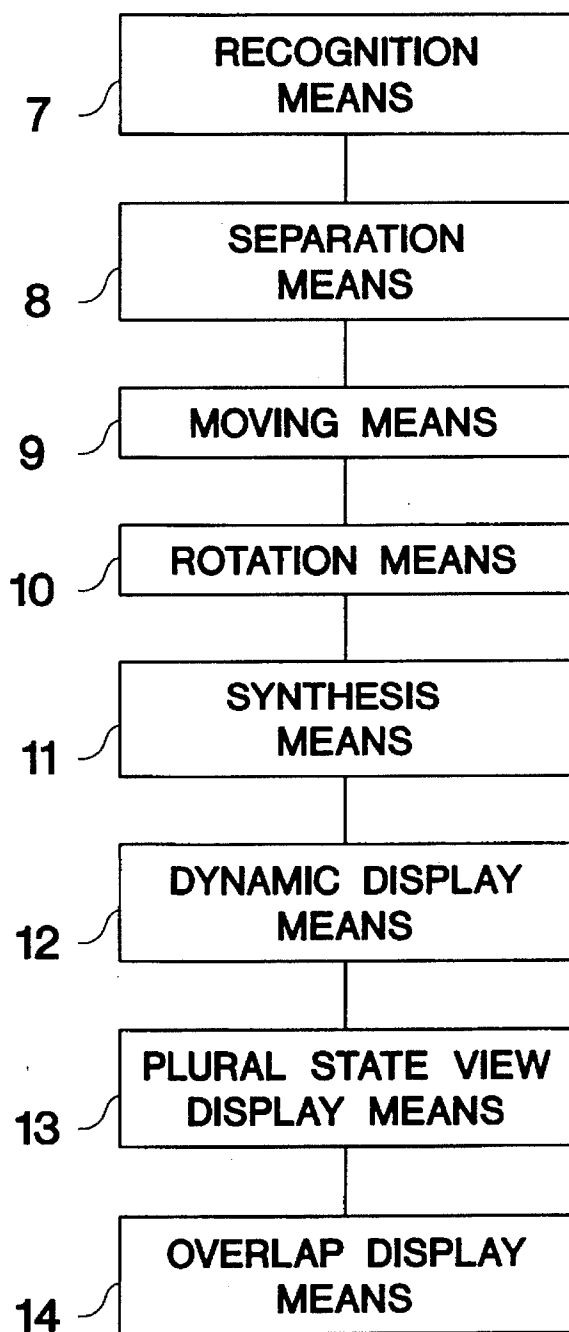 RECOGNITION
MEANS
7
SEPARATION
MEANS
8
MOVING MEANS
9
ROTATION MEANS
10
SYNTHESIS
MEANS
11
DYNAMIC DISPLAY
MEANS
12
PLURAL STATE VIEW
DISPLAY MEANS
13
OVERLAP DISPLAY
MEANS
14